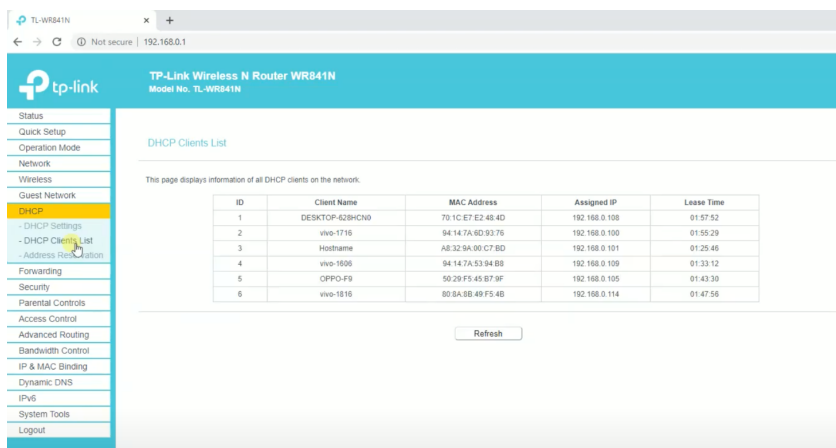 TL-WR841N
Not secure | 192.168.0.1
tp-link
TP-Link Wireless N Router WR841N
Model No. TL-WR841N
Status
Quick Setup
Operation Mode
Network
Wireless
Guest Network
DHCP
- DHCP Settings
- DHCP Clients List
- Address Reservation
Forwarding
Security
Parental Controls
Access Control
Advanced Routing
Bandwidth Control
IP & MAC Binding
Dynamic DNS
IPv6
System Tools
Logout
DHCP Clients List
This page displays information of all DHCP clients on the network.
ID Client Name MAC Address Assigned IP Lease Time
1 DESKTOP-628HCN0 70:1C:E7:E2:48:4D 192.168.0.108 01:57:52
2 vivo-1716 94:14:7A:6D:93:76 192.168.0.100 01:55:29
3 Hostname A8:32:9A:00:C7:BD 192.168.0.101 01:25:46
4 vivo-1606 94:14:7A:53:94:B8 192.168.0.109 01:33:12
5 OPPO-F9 50:29:F5:45:B7:9F 192.168.0.105 01:43:30
6 vivo-1816 80:8A:8B:49:F5:4B 192.168.0.114 01:47:56
Refresh